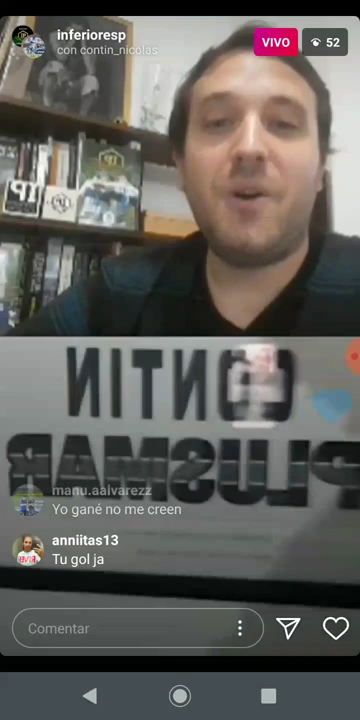 inferioresp
con contin_nicolas
VIVO
52
IP
CONTIN
PLUSMAR
manu.aalvarezz
Yo gané no me creen
anniitas13
Tu gol ja
Comentar